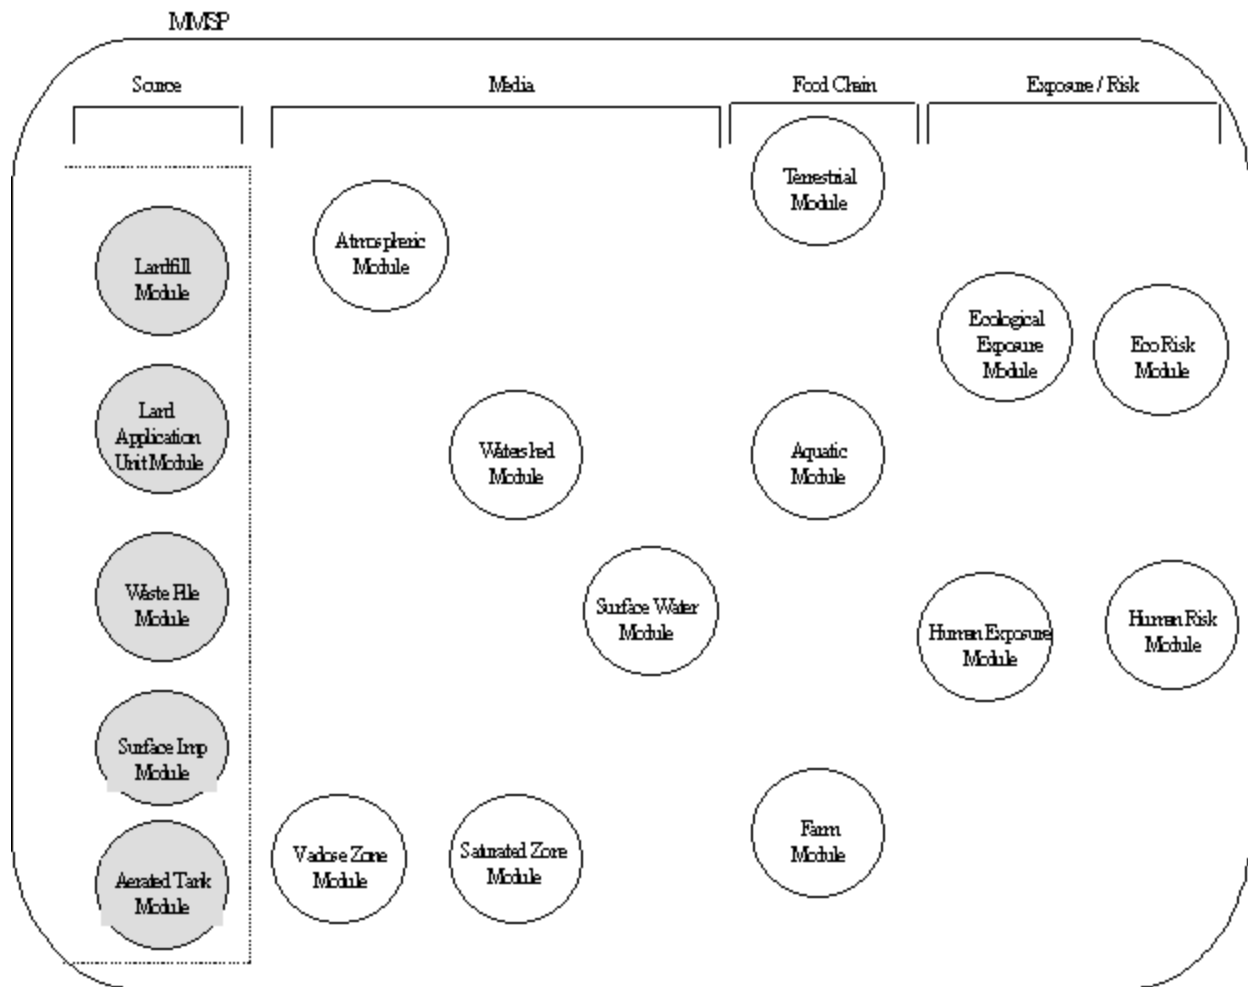 MMSP
Source
Media
Food Chain
Exposure / Risk
Terrestrial
Module
Atmospheric
Module
Landfill
Module
Ecological
Exposure
Module
Eco Risk
Module
Land
Application
Unit Module
Watershed
Module
Aquatic
Module
Waste Pile
Module
Surface Water
Module
Human Exposure
Module
Human Risk
Module
Surface Imp
Module
Vadose Zone
Module
Saturated Zone
Module
Farm
Module
Aerated Tank
Module